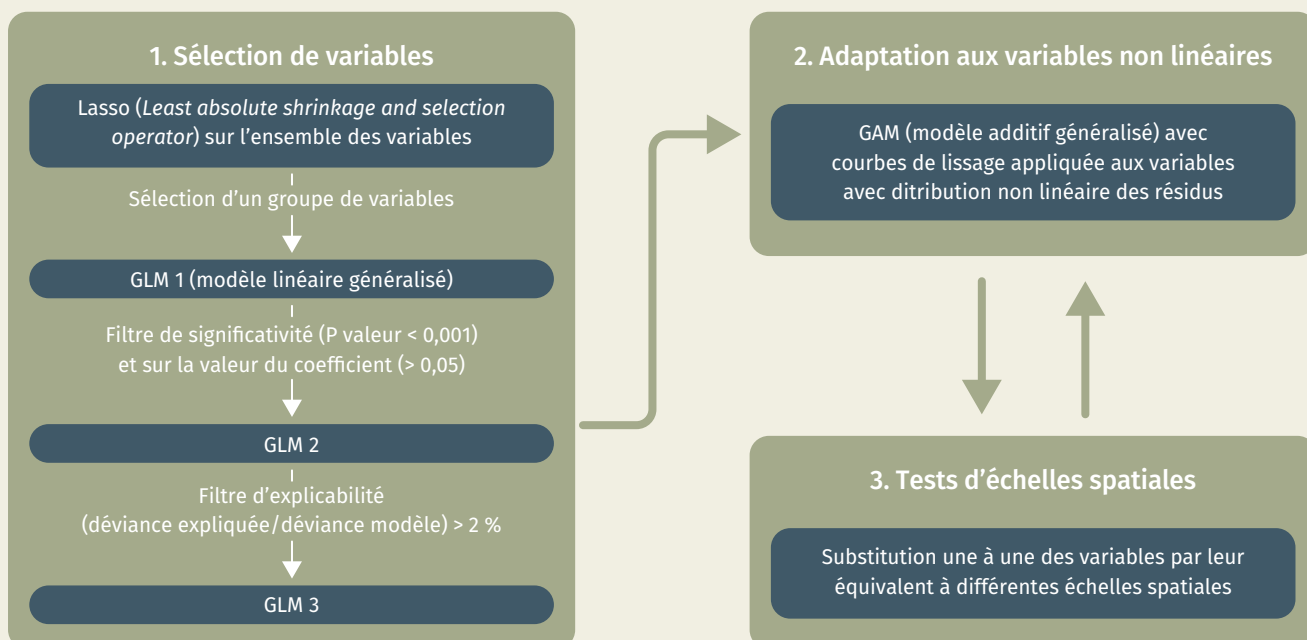 1. Sélection de variables
Lasso (Least absolute shrinkage and selection
operator) sur l'ensemble des variables
Sélection d'un groupe de variables
GLM 1 (modèle linéaire généralisé)
Filtre de significativité (P valeur < 0,001)
et sur la valeur du coefficient (> 0,05)
GLM 2
Filtre d'explicabilité
(déviance expliquée/déviance modèle) > 2 %
GLM 3
2. Adaptation aux variables non linéaires
GAM (modèle additif généralisé) avec
courbes de lissage appliquée aux variables
avec ditribution non linéaire des résidus
3. Tests d'échelles spatiales
Substitution une à une des variables par leur
équivalent à différentes échelles spatiales